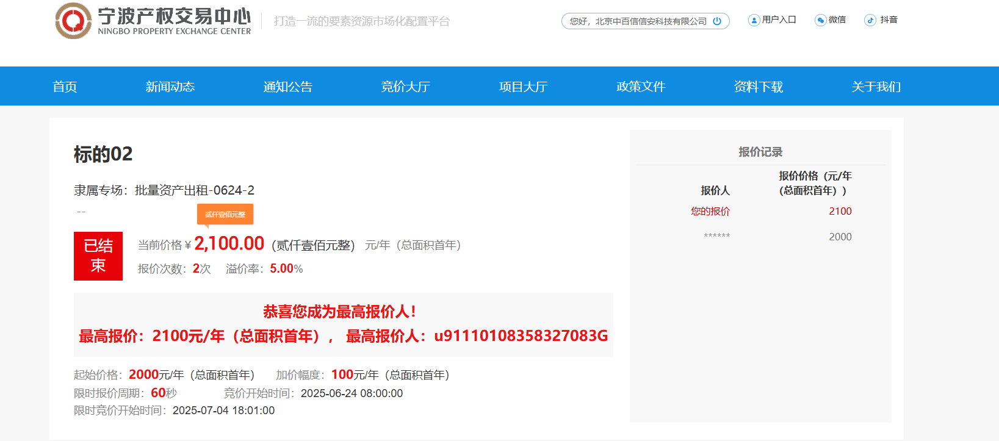 宁波产权交易中心
NINGBO PROPERTY EXCHANGE CENTER
打造一流的要素资源市场化配置平台
您好，北京中百信信安科技有限公司
用户入口
微信
抖音
首页
新闻动态
通知公告
竞价大厅
项目大厅
政策文件
资料下载
关于我们
标的02
隶属专场：批量资产出租-0624-2
--
贰仟壹佰元整
已结
束
当前价格￥2,100.00（贰仟壹佰元整） 元/年（总面积首年）
报价次数：2次 溢价率：5.00%
恭喜您成为最高报价人！
最高报价：2100元/年（总面积首年）， 最高报价人：u91110108358327083G
起始价格：2000元/年（总面积首年） 加价幅度：100元/年（总面积首年）
限时报价周期：60秒 竞价开始时间：2025-06-24 08:00:00
限时竞价开始时间：2025-07-04 18:01:00
报价记录
报价人
报价价格（元/年
(总面积首年））
您的报价 2100
****** 2000